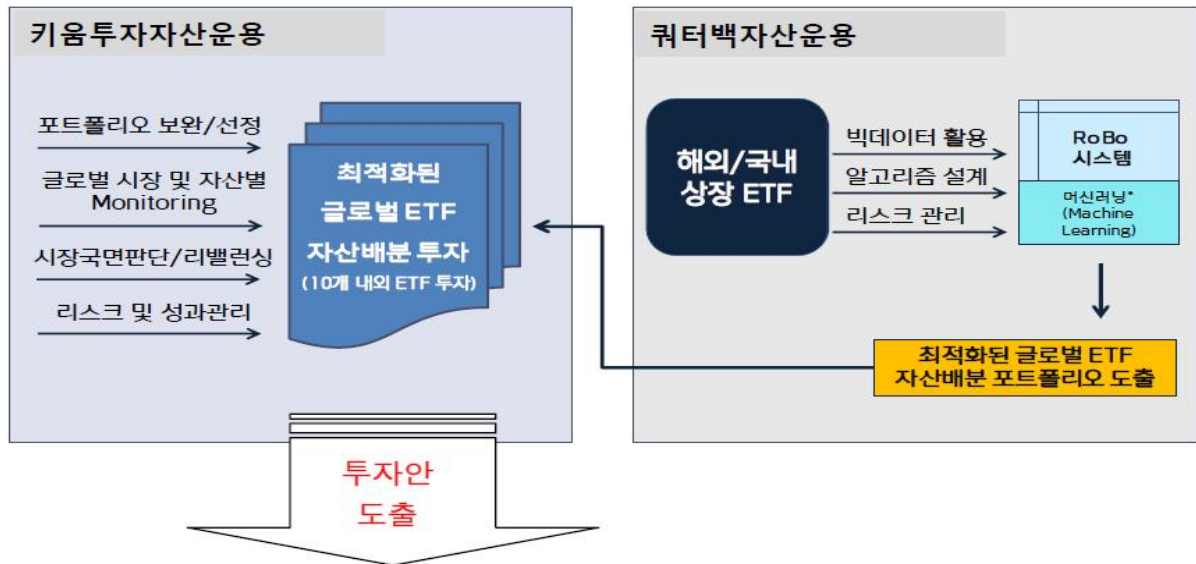 키움투자자산운용
포트폴리오 보완/선정
글로벌 시장 및 자산별
Monitoring
시장국면판단/리밸런싱
리스크 및 성과관리
최적화된
글로벌 ETF
자산배분 투자
(10개 내외 ETF 투자)
투자안
도출
쿼터백자산운용
해외/국내
상장 ETF
빅데이터 활용
알고리즘 설계
리스크 관리
RoBo
시스템
머신러닝*
(Machine
Learning)
최적화된 글로벌 ETF
자산배분 포트폴리오 도출